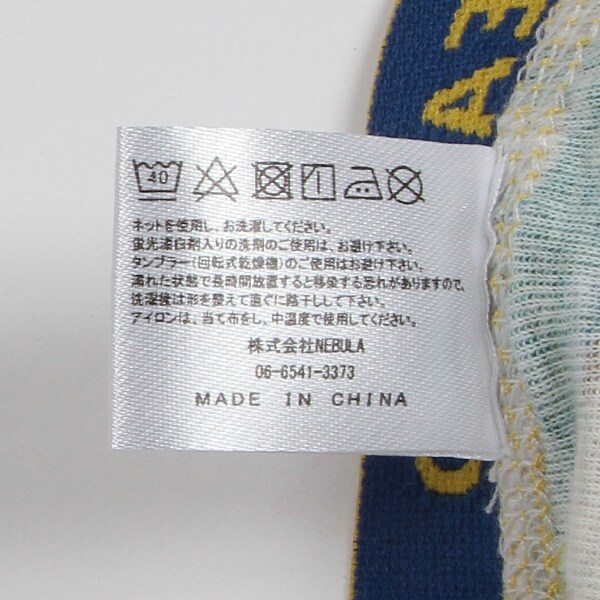 40
ネットを使用し、お洗濯してください。
蛍光漂白剤入りの洗剤のご使用は、お避け下さい。
タンブラー(回転式乾燥機)のご使用はお避け下さい。
濡れた状態で長時間放置すると移染する恐れがありますので、
洗濯後は形を整えて直ぐに陰干しして下さい。
アイロンは、当て布をし、中温度で使用してください。
株式会社NEBULA
06-6541-3373
MADE IN CHINA